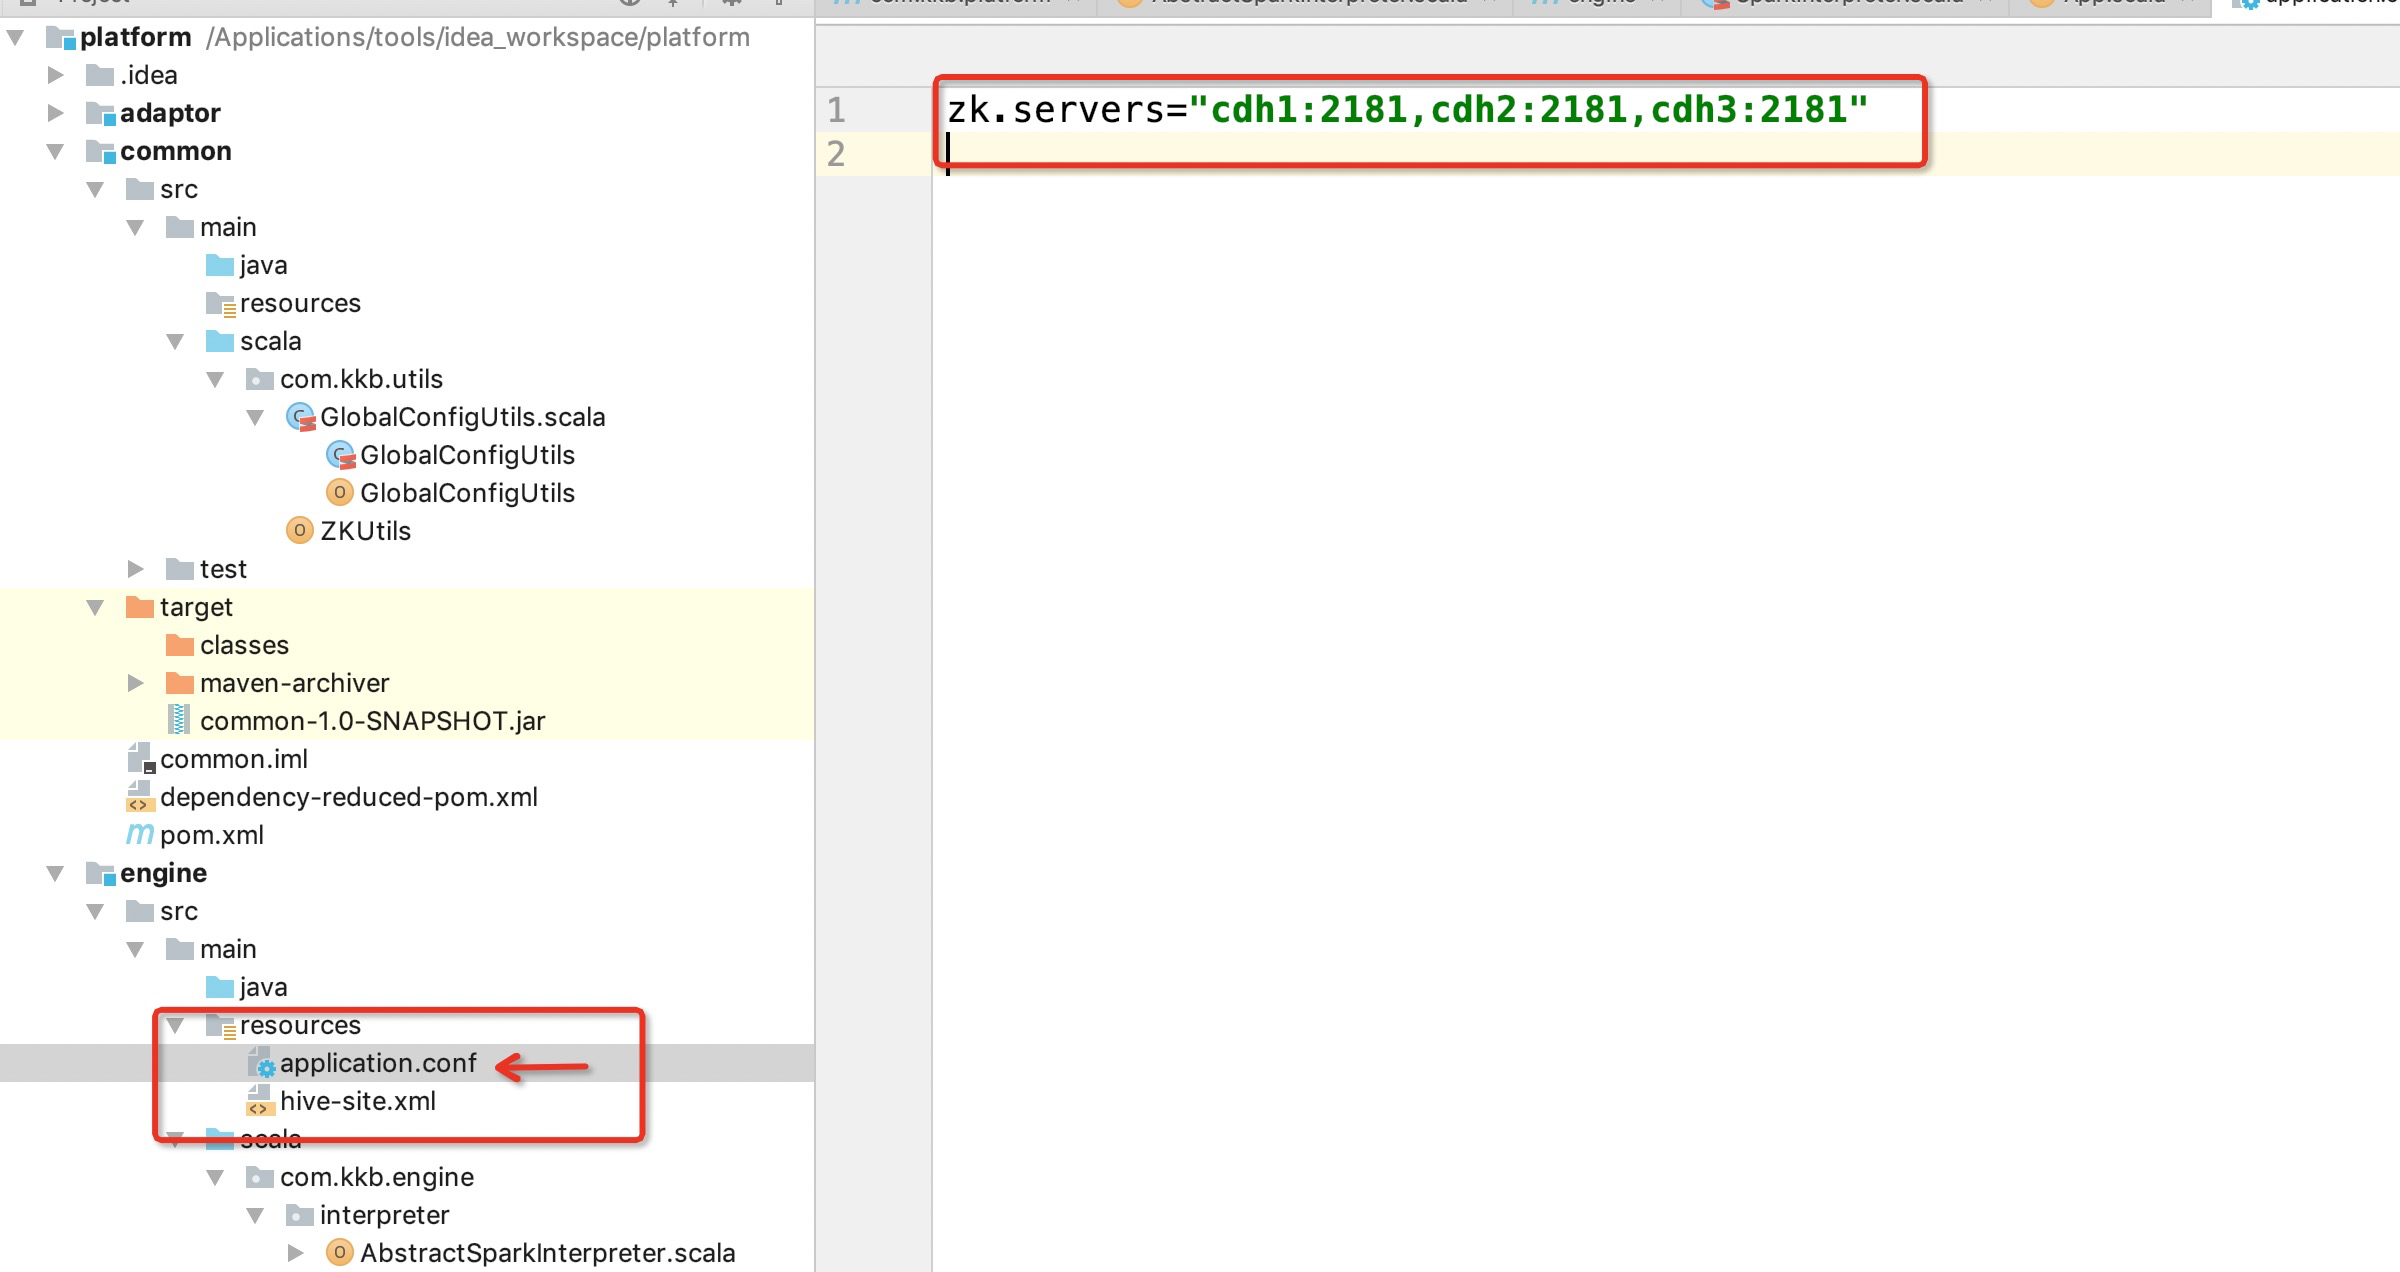 platform /Applications/tools/idea_workspace/platform
.idea
adaptor
common
src
main
java
resources
scala
com.kkb.utils
GlobalConfigUtils.scala
GlobalConfigUtils
GlobalConfigUtils
ZKUtils
test
target
classes
maven-archiver
common-1.0-SNAPSHOT.jar
common.iml
dependency-reduced-pom.xml
pom.xml
engine
src
main
java
resources
application.conf
hive-site.xml
scala
com.kkb.engine
interpreter
AbstractSparkInterpreter.scala
1 zk.servers="cdh1:2181,cdh2:2181,cdh3:2181"
2